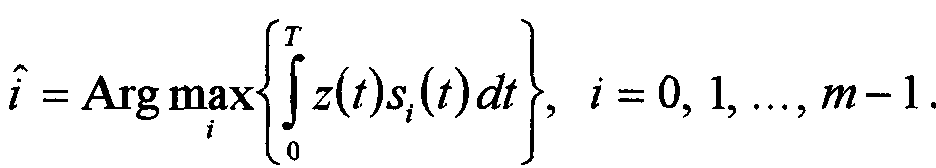 î = Arg max_i { ∫_0^T z(t)s_i(t) dt }, i = 0, 1, ..., m − 1.